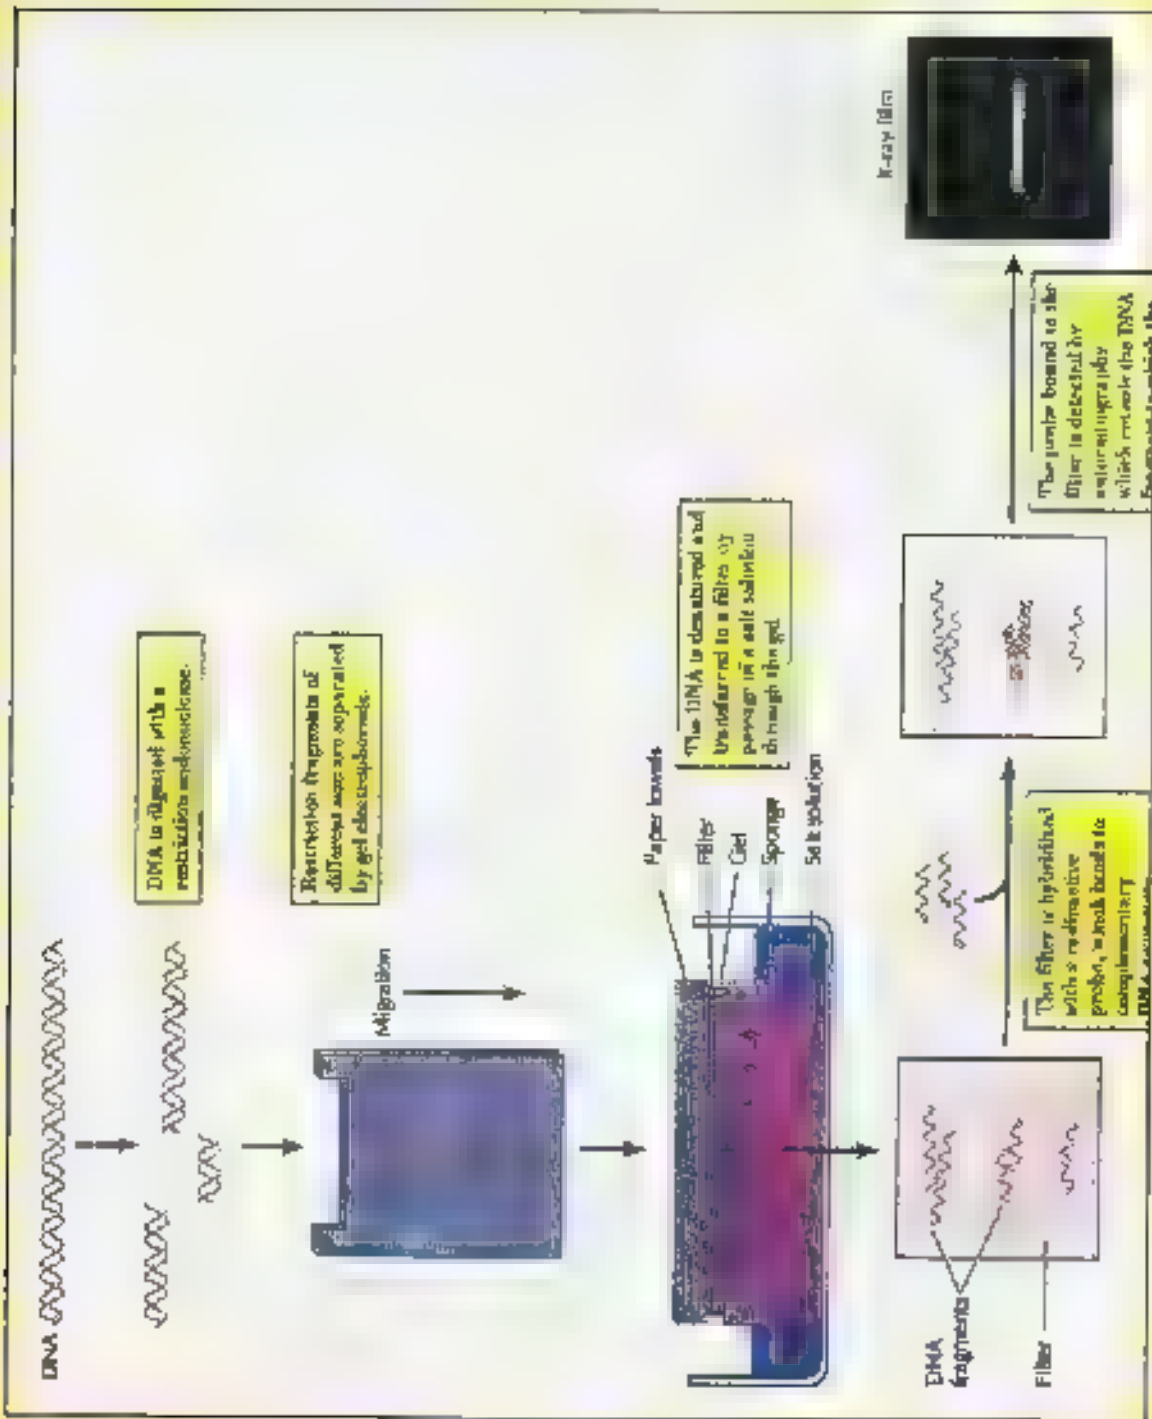 DNA
DNA is digested with a
restriction endonuclease.
Restriction fragments of
different sizes are separated
by gel electrophoresis.
Migration
The DNA is denatured and
transferred to a filter by
passage of a salt solution
through the gel.
Paper towels
Filter
Gel
Sponge
Salt solution
DNA
fragments
Filter
The filter is hybridized
with a radioactive
probe, which binds to
complementary
The probe bound to the
filter is detected by
autoradiography
which reveals the DNA
X-ray film